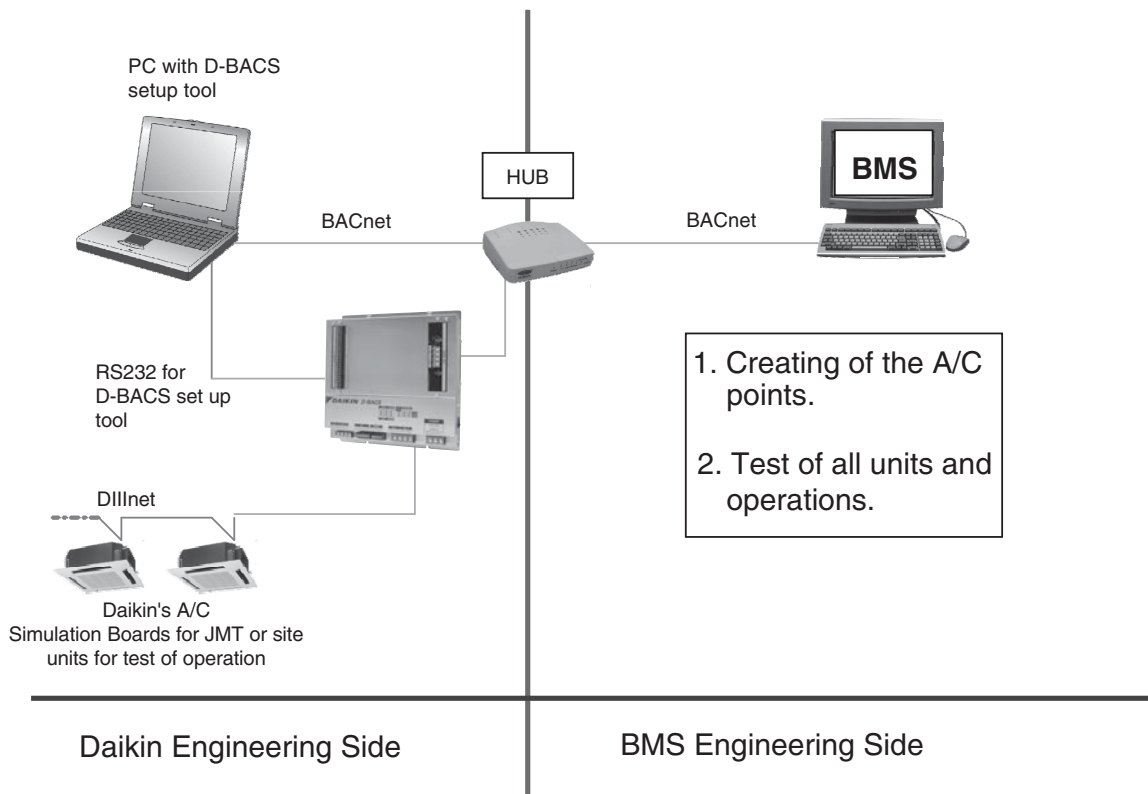 PC with D-BACS
setup tool
HUB
BMS
BACnet
BACnet
RS232 for
D-BACS set up
tool
DAIKIN D-BACS
1. Creating of the A/C
points.
2. Test of all units and
operations.
DIIInet
Daikin's A/C
Simulation Boards for JMT or site
units for test of operation
Daikin Engineering Side
BMS Engineering Side